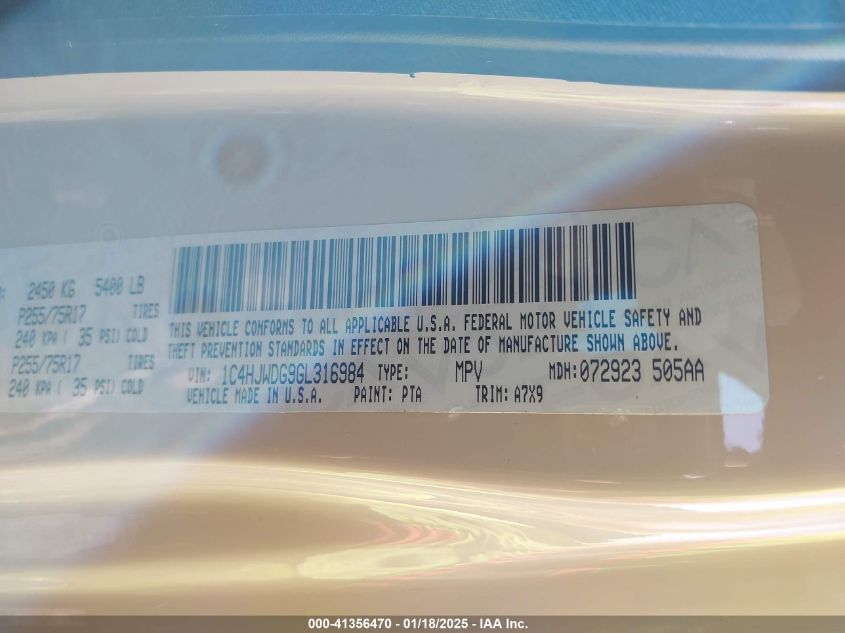 2450 KG 5400 LB
P255/75R17 TIRES
240 KPA ( 35 PSI) COLD
P255/75R17 TIRES
240 KPA ( 35 PSI) COLD
THIS VEHICLE CONFORMS TO ALL APPLICABLE U.S.A. FEDERAL MOTOR VEHICLE SAFETY AND
THEFT PREVENTION STANDARDS IN EFFECT ON THE DATE OF MANUFACTURE SHOWN ABOVE.
VIN: 1C4HJWDG9GL316984 TYPE: MPV MDH: 072923 505AA
VEHICLE MADE IN U.S.A. PAINT: PTA TRIM: A7X9
000-41356470 - 01/18/2025 - IAA Inc.